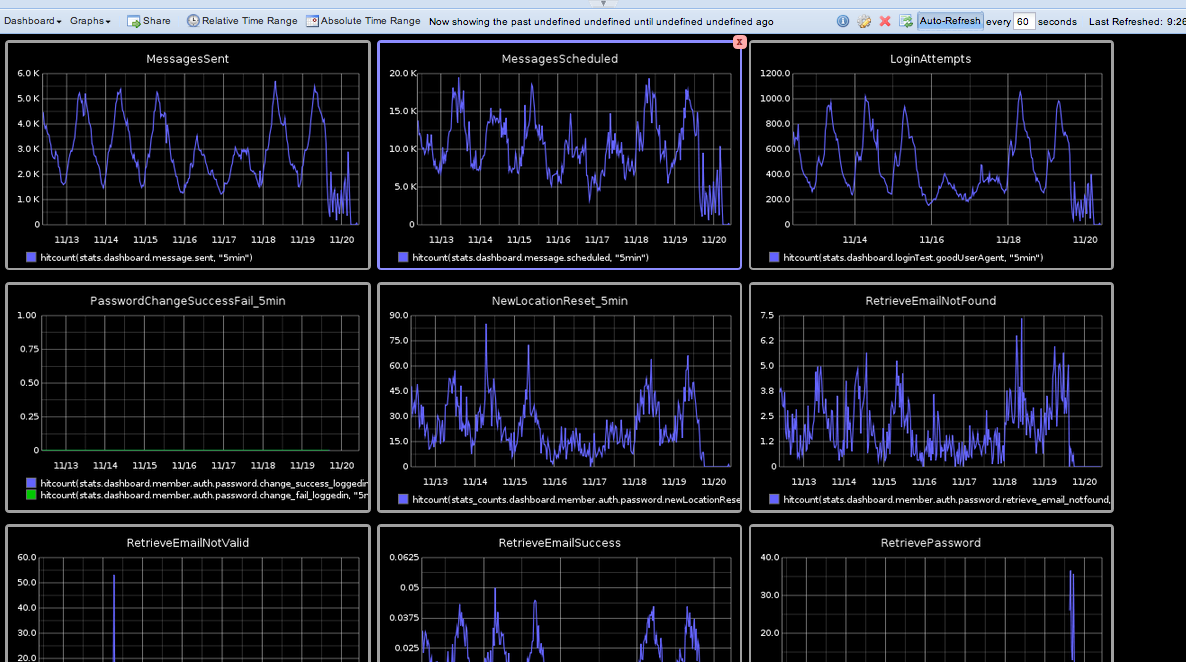 Dashboard Graphs Share Relative Time Range Absolute Time Range Now showing the past undefined undefined until undefined undefined ago Auto-Refresh every 60 seconds Last Refreshed: 9:26
x
MessagesSent
6.0 K
5.0 K
4.0 K
3.0 K
2.0 K
1.0 K
0
11/13 11/14 11/15 11/16 11/17 11/18 11/19 11/20
hitcount(stats.dashboard.message.sent, "5min")
MessagesScheduled
20.0 K
15.0 K
10.0 K
5.0 K
0
11/13 11/14 11/15 11/16 11/17 11/18 11/19 11/20
hitcount(stats.dashboard.message.scheduled, "5min")
LoginAttempts
1200.0
1000.0
800.0
600.0
400.0
200.0
0
11/14 11/16 11/18 11/20
hitcount(stats.dashboard.loginTest.goodUserAgent, "5min")
PasswordChangeSuccessFail_5min
1.00
0.75
0.50
0.25
0
11/13 11/14 11/15 11/16 11/17 11/18 11/19 11/20
hitcount(stats.dashboard.member.auth.password.change_success_loggedin
hitcount(stats.dashboard.member.auth.password.change_fail_loggedin, "5
NewLocationReset_5min
90.0
75.0
60.0
45.0
30.0
15.0
0
11/13 11/14 11/15 11/16 11/17 11/18 11/19 11/20
hitcount(stats_counts.dashboard.member.auth.password.newLocationRese
RetrieveEmailNotFound
7.5
6.2
5.0
3.8
2.5
1.2
0
11/13 11/14 11/15 11/16 11/17 11/18 11/19 11/20
hitcount(stats.dashboard.member.auth.password.retrieve_email_notfound,
RetrieveEmailNotValid
60.0
50.0
40.0
30.0
20.0
RetrieveEmailSuccess
0.0625
0.05
0.0375
0.025
RetrievePassword
40.0
30.0
20.0